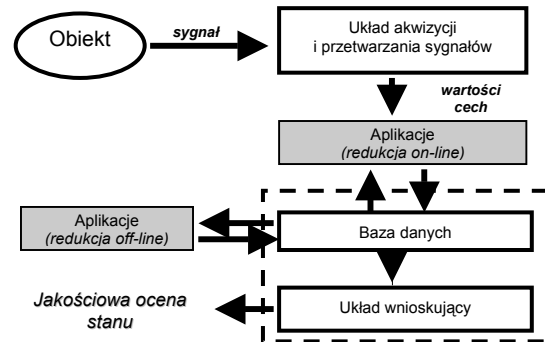 Obiekt
sygnał
Układ akwizycji
i przetwarzania sygnałów
wartości
cech
Aplikacje
(redukcja on-line)
Aplikacje
(redukcja off-line)
Baza danych
Jakościowa ocena
stanu
Układ wnioskujący